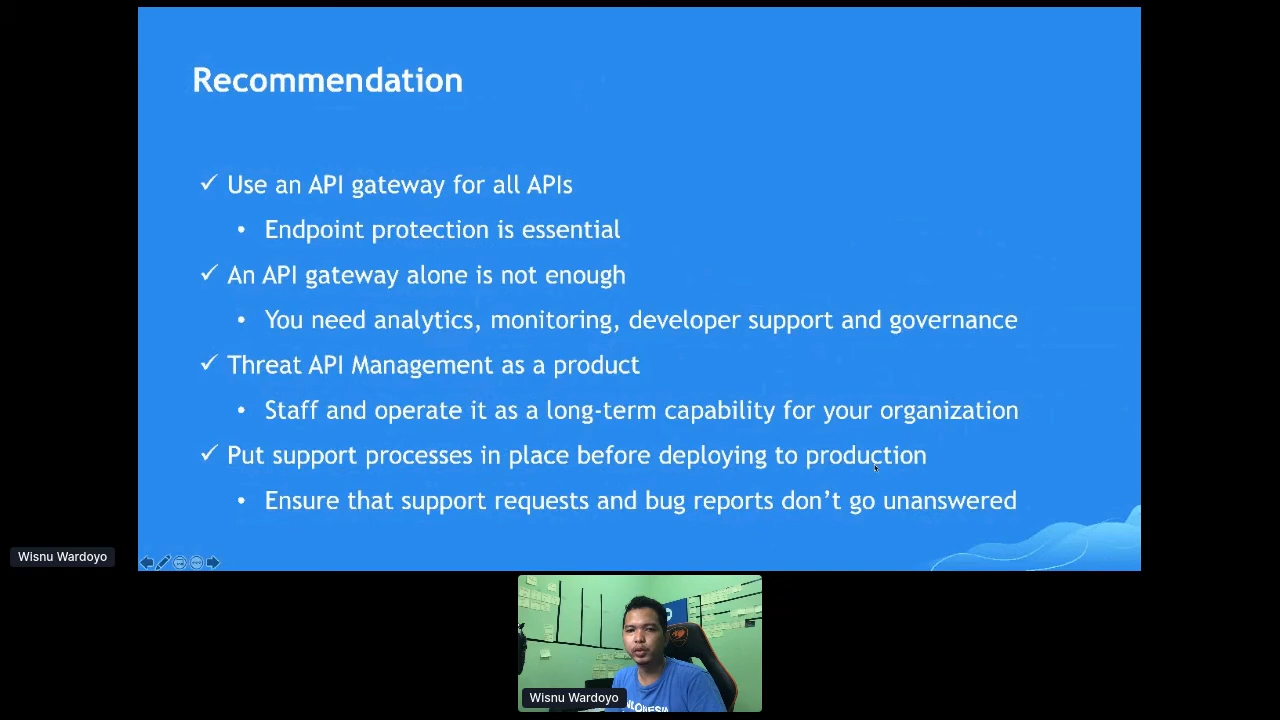 Recommendation
✓ Use an API gateway for all APIs
• Endpoint protection is essential
✓ An API gateway alone is not enough
• You need analytics, monitoring, developer support and governance
✓ Threat API Management as a product
• Staff and operate it as a long-term capability for your organization
✓ Put support processes in place before deploying to production
• Ensure that support requests and bug reports don’t go unanswered
Wisnu Wardoyo
Wisnu Wardoyo